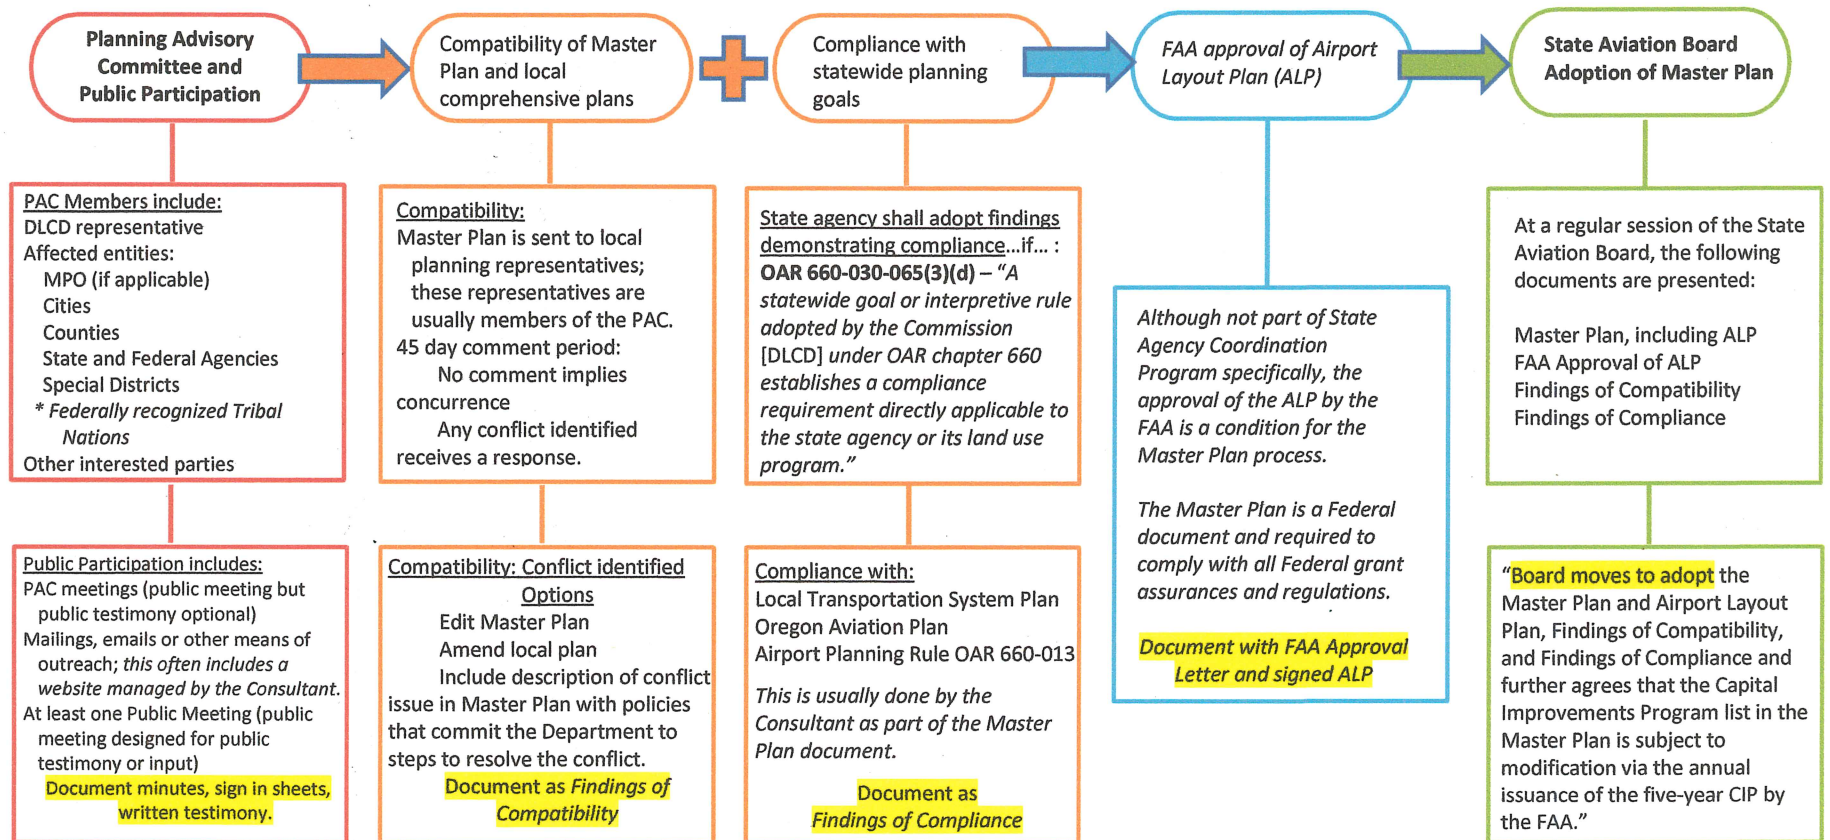 Planning Advisory
Committee and
Public Participation
Compatibility of Master
Plan and local
comprehensive plans
Compliance with
statewide planning
goals
FAA approval of Airport
Layout Plan (ALP)
State Aviation Board
Adoption of Master Plan
PAC Members include:
DLCD representative
Affected entities:
MPO (if applicable)
Cities
Counties
State and Federal Agencies
Special Districts
* Federally recognized Tribal
Nations
Other interested parties
Compatibility:
Master Plan is sent to local
planning representatives;
these representatives are
usually members of the PAC.
45 day comment period:
No comment implies
concurrence
Any conflict identified
receives a response.
State agency shall adopt findings
demonstrating compliance...if... :
OAR 660-030-065(3)(d) – “A
statewide goal or interpretive rule
adopted by the Commission
[DLCD] under OAR chapter 660
establishes a compliance
requirement directly applicable to
the state agency or its land use
program.”
Although not part of State
Agency Coordination
Program specifically, the
approval of the ALP by the
FAA is a condition for the
Master Plan process.
The Master Plan is a Federal
document and required to
comply with all Federal grant
assurances and regulations.
Document with FAA Approval
Letter and signed ALP
At a regular session of the State
Aviation Board, the following
documents are presented:
Master Plan, including ALP
FAA Approval of ALP
Findings of Compatibility
Findings of Compliance
Public Participation includes:
PAC meetings (public meeting but
public testimony optional)
Mailings, emails or other means of
outreach; this often includes a
website managed by the Consultant.
At least one Public Meeting (public
meeting designed for public
testimony or input)
Document minutes, sign in sheets,
written testimony.
Compatibility: Conflict identified
Options
Edit Master Plan
Amend local plan
Include description of conflict
issue in Master Plan with policies
that commit the Department to
steps to resolve the conflict.
Document as Findings of
Compatibility
Compliance with:
Local Transportation System Plan
Oregon Aviation Plan
Airport Planning Rule OAR 660-013
This is usually done by the
Consultant as part of the Master
Plan document.
Document as
Findings of Compliance
“Board moves to adopt the
Master Plan and Airport Layout
Plan, Findings of Compatibility,
and Findings of Compliance and
further agrees that the Capital
Improvements Program list in the
Master Plan is subject to
modification via the annual
issuance of the five-year CIP by
the FAA.”